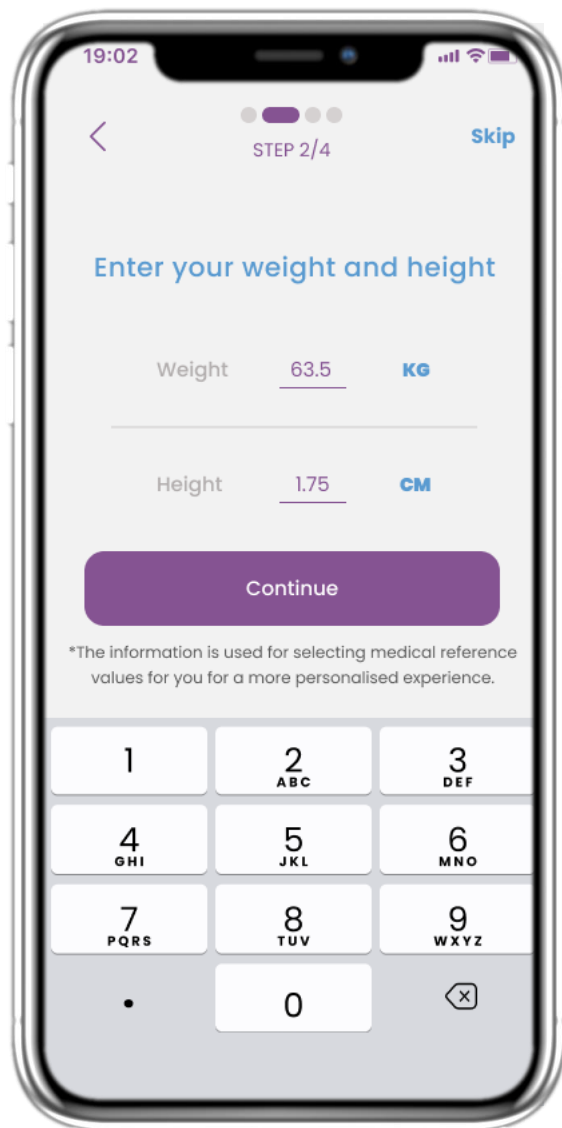 19:02
STEP 2/4
Skip
Enter your weight and height
Weight 63.5 KG
Height 1.75 CM
Continue
*The information is used for selecting medical reference
values for you for a more personalised experience.
1 2 3
ABC DEF
4 5 6
GHI JKL MNO
7 8 9
PQRS TUV WXYZ
. 0